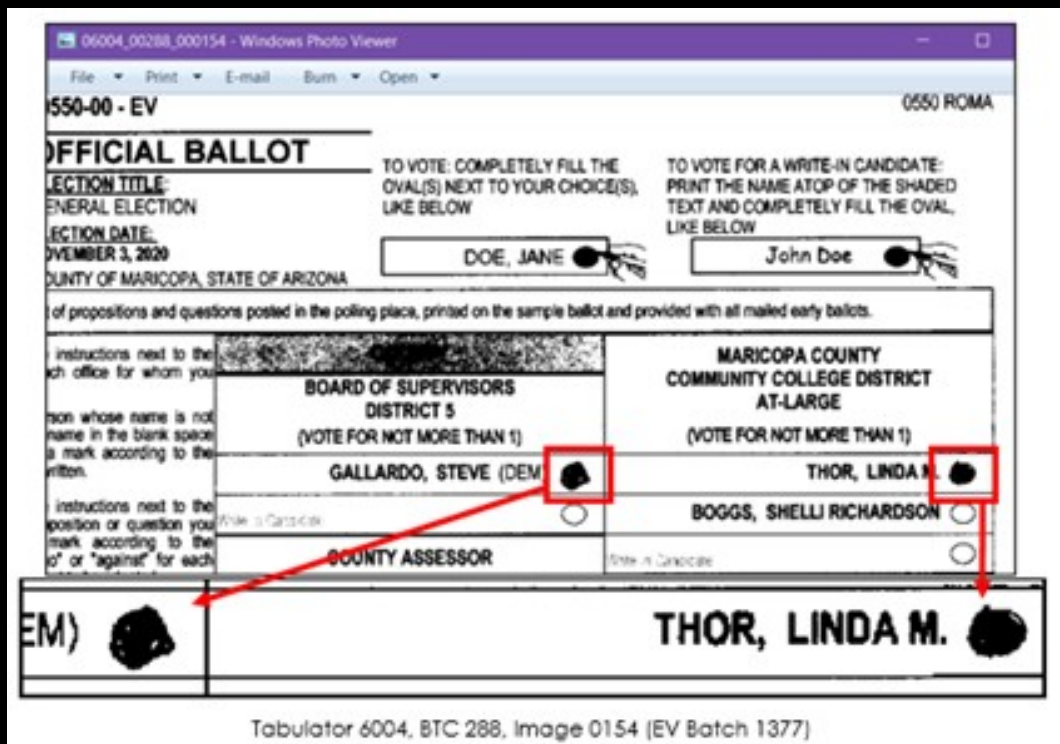 06004_00288_000154 - Windows Photo Viewer
File Print E-mail Burn Open
0550-00 - EV
0550 ROMA
OFFICIAL BALLOT
LECTION TITLE:
ENERAL ELECTION
LECTION DATE:
OVEMBER 3, 2020
OUNTY OF MARICOPA, STATE OF ARIZONA
TO VOTE: COMPLETELY FILL THE
OVAL(S) NEXT TO YOUR CHOICE(S),
LIKE BELOW
DOE, JANE
TO VOTE FOR A WRITE-IN CANDIDATE:
PRINT THE NAME ATOP OF THE SHADED
TEXT AND COMPLETELY FILL THE OVAL,
LIKE BELOW
John Doe
of propositions and questions posted in the polling place, printed on the sample ballot and provided with all mailed early ballots.
instructions next to the
ch office for whom you
rson whose name is not
name in the blank space
a mark according to the
written.
instructions next to the
position or question you
mark according to the
o" or "against" for each
BOARD OF SUPERVISORS
DISTRICT 5
(VOTE FOR NOT MORE THAN 1)
GALLARDO, STEVE (DEM
Write-in Candidate
COUNTY ASSESSOR
MARICOPA COUNTY
COMMUNITY COLLEGE DISTRICT
AT-LARGE
(VOTE FOR NOT MORE THAN 1)
THOR, LINDA M.
BOGGS, SHELLI RICHARDSON
Write-in Candidate
EM)
THOR, LINDA M.
Tabulator 6004, BTC 288, Image 0154 (EV Batch 1377)